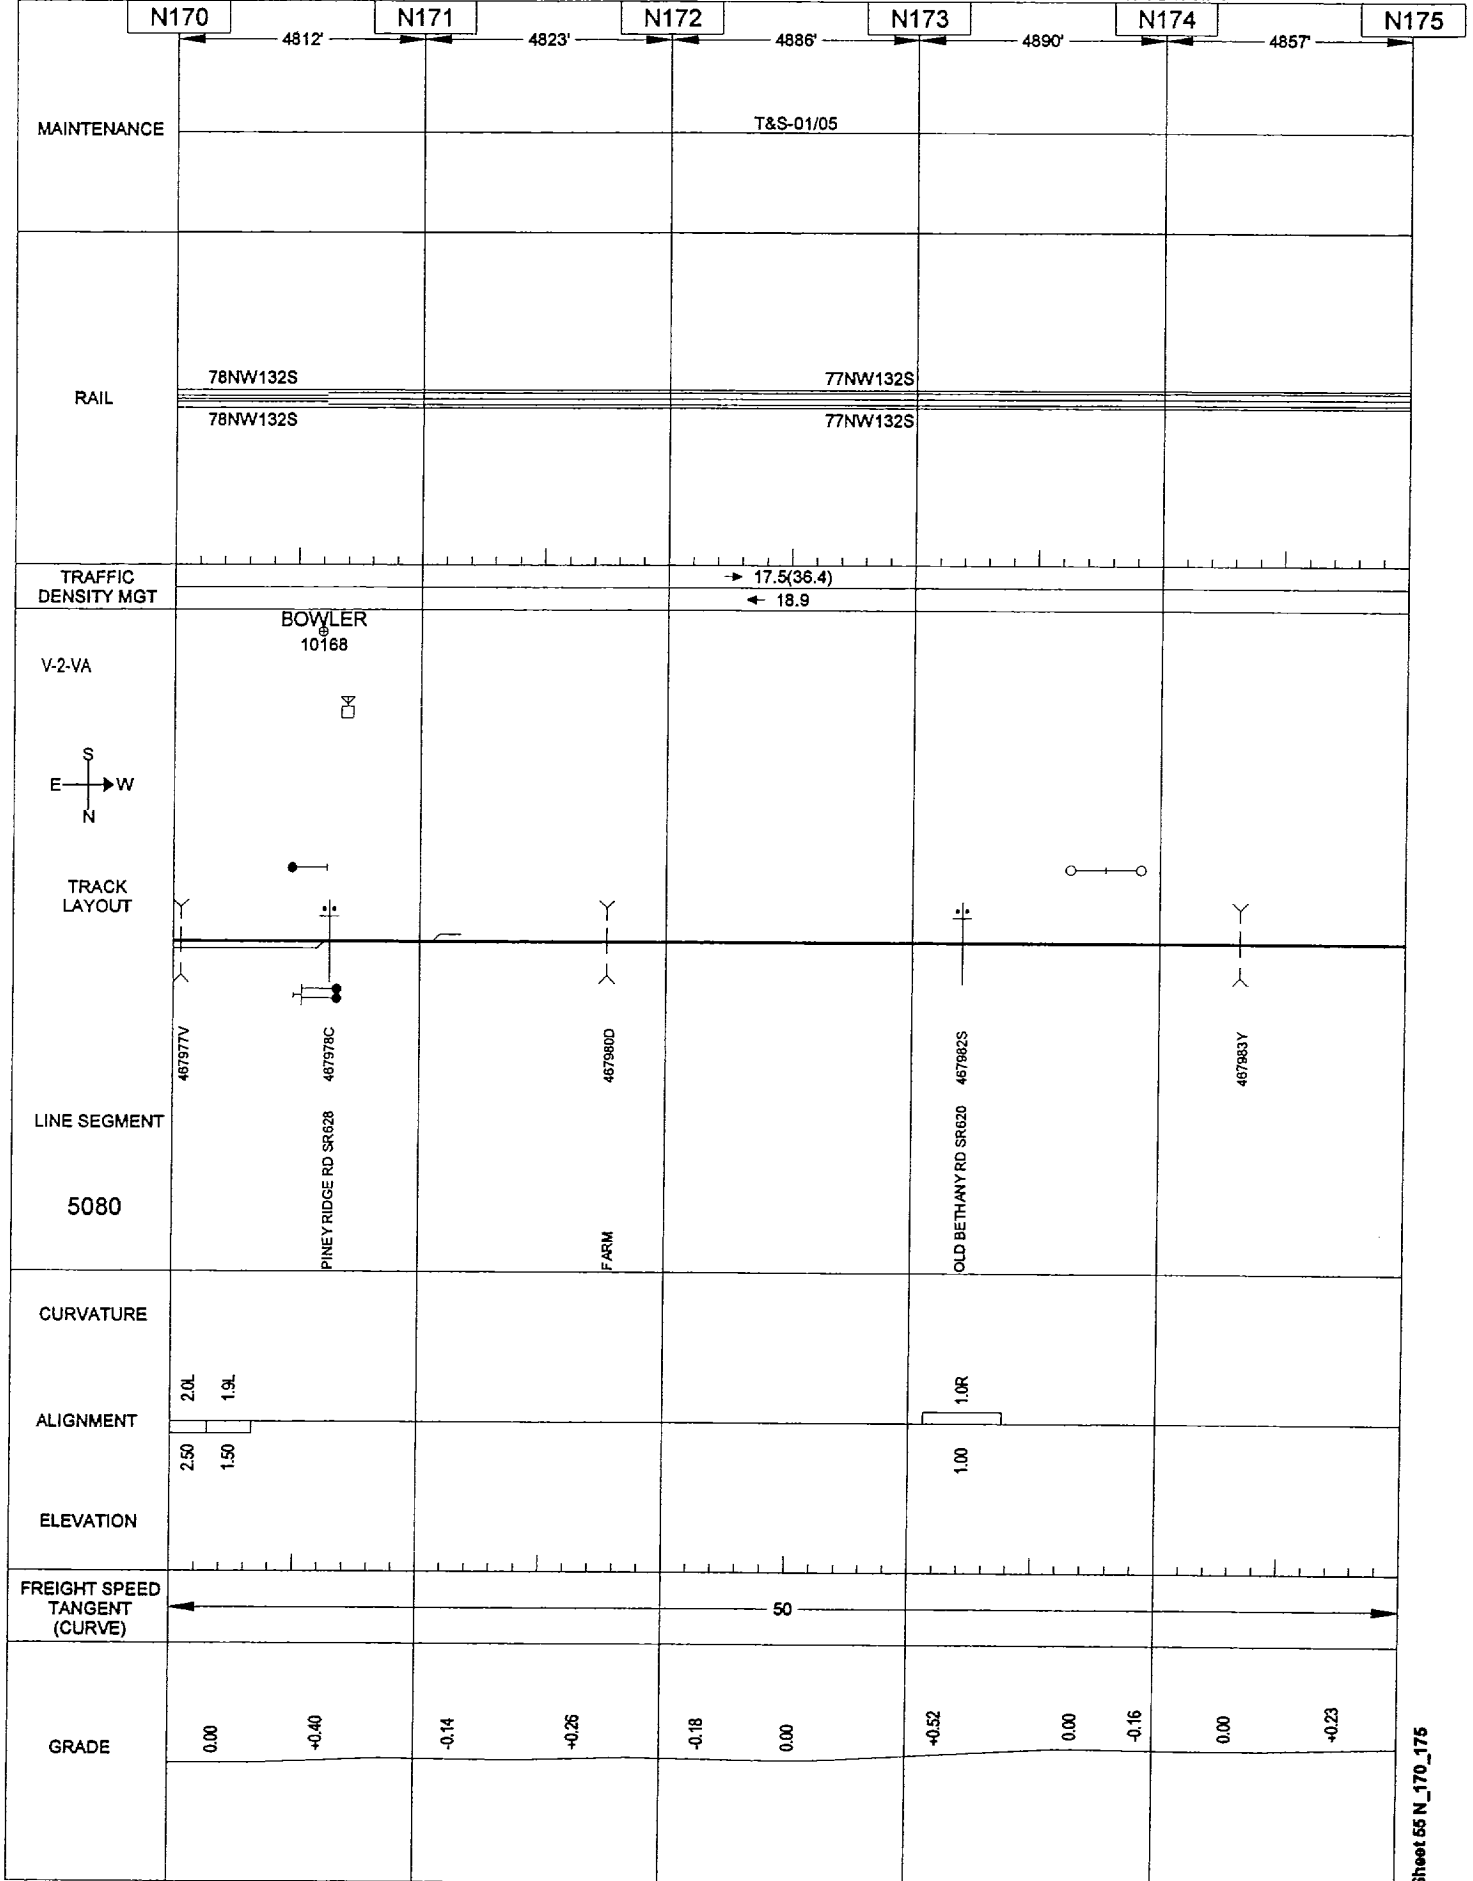 N170 N171 N172 N173 N174 N175
4812' 4823' 4886' 4890' 4857'
MAINTENANCE
T&S-01/05
RAIL
78NW132S 77NW132S
78NW132S 77NW132S
TRAFFIC
DENSITY MGT
→ 17.5(36.4)
← 18.9
BOWLER
10168
V-2-VA
S
E W
N
TRACK
LAYOUT
467977V
467978C
467980D
467982S
467983Y
LINE SEGMENT
5080
PINEY RIDGE RD SR628
FARM
OLD BETHANY RD SR620
CURVATURE
2.0L 1.9L 1.0R
ALIGNMENT
2.50 1.50 1.00
ELEVATION
FREIGHT SPEED
TANGENT
(CURVE)
50
GRADE
0.00 +0.40 -0.14 +0.26 -0.18 0.00 +0.52 0.00 -0.16 0.00 +0.23
Sheet 55 N_170_175